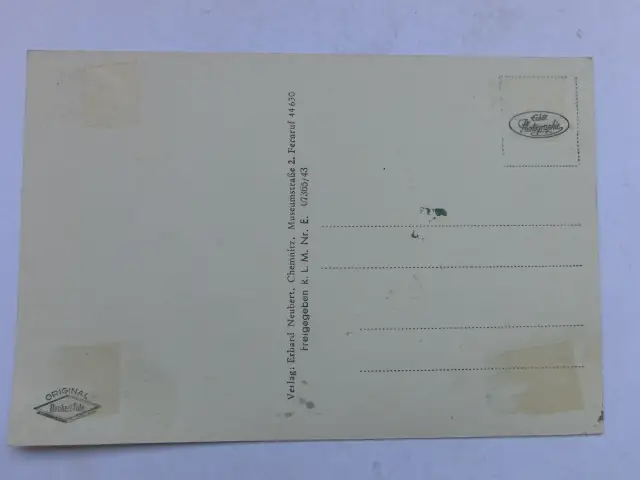 Echte
Photographie
Verlag: Erhard Neubert, Chemnitz, Museumstraße 2, Fernruf 44630
Freigegeben R. L. M. Nr. E. 07365/43
ORIGINAL